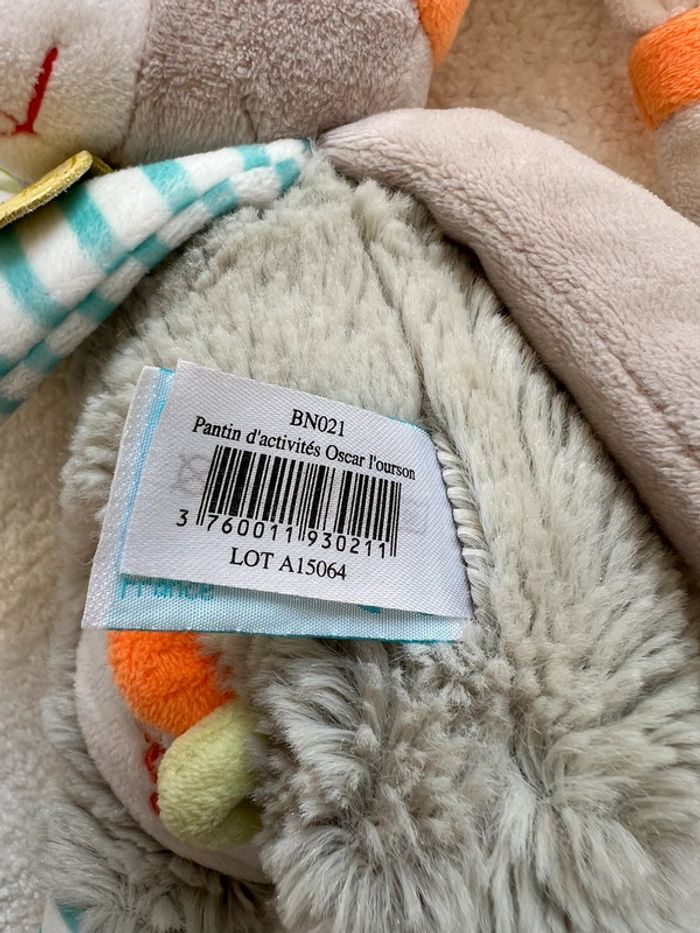 BN021
Pantin d'activités Oscar l'ourson
3 760011 930211
LOT A15064
France